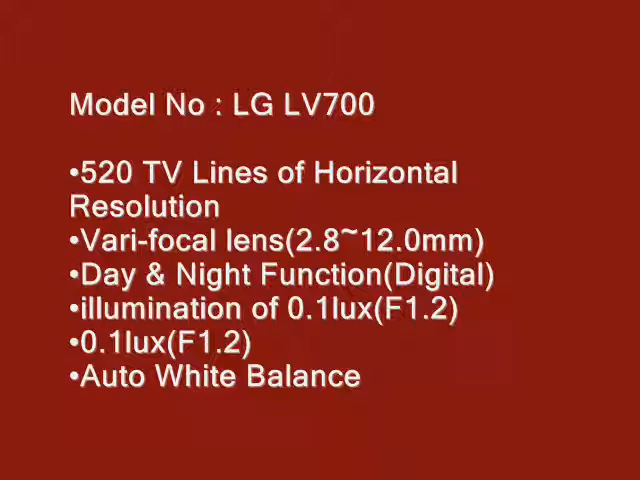 Model No : LG LV700
•520 TV Lines of Horizontal
Resolution
•Vari-focal lens(2.8~12.0mm)
•Day & Night Function(Digital)
•illumination of 0.1lux(F1.2)
•0.1lux(F1.2)
•Auto White Balance